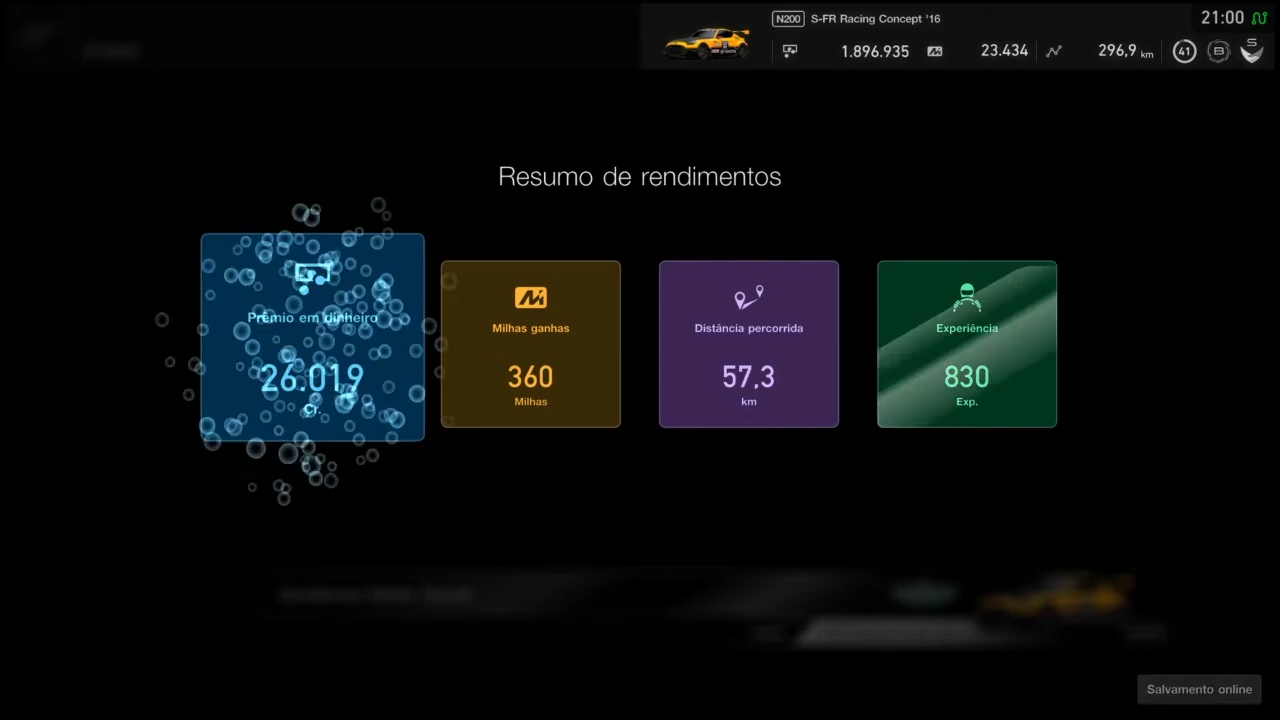 N200 S-FR Racing Concept '16
21:00
1.896.935 23.434 296,9 km 41 B S
Resumo de rendimentos
Prêmio em dinheiro
26.019
Cr.
Milhas ganhas
360
Milhas
Distância percorrida
57,3
km
Experiência
830
Exp.
Salvamento online